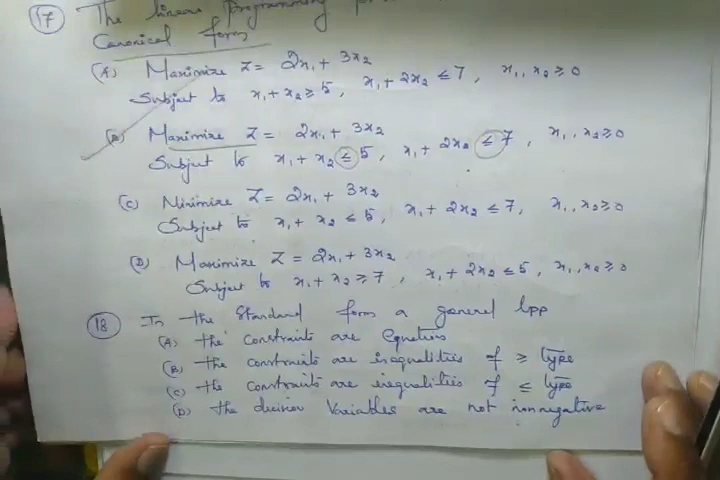 17 The linear programming
Canonical form
(A) Maximize Z = 2x₁ + 3x₂
Subject to x₁ + x₂ ≥ 5, x₁ + 2x₂ ≤ 7, x₁, x₂ ≥ 0
(B) Maximize Z = 2x₁ + 3x₂
Subject to x₁ + x₂ ≤ 5, x₁ + 2x₂ ≤ 7, x₁, x₂ ≥ 0
(C) Minimize Z = 2x₁ + 3x₂
Subject to x₁ + x₂ ≤ 5, x₁ + 2x₂ ≤ 7, x₁, x₂ ≥ 0
(D) Maximize Z = 2x₁ + 3x₂
Subject to x₁ + x₂ ≥ 7, x₁ + 2x₂ ≤ 5, x₁, x₂ ≥ 0
18 In the Standard form a general LPP
(A) the constraints are equations
(B) the constraints are inequalities of ≥ type
(C) the constraints are inequalities of ≤ type
(D) the decision variables are not nonnegative